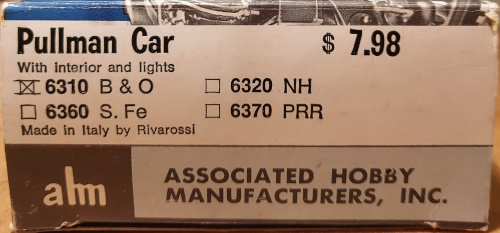 Pullman Car $ 7.98
With interior and lights
☒ 6310 B & O ☐ 6320 NH
☐ 6360 S. Fe ☐ 6370 PRR
Made in Italy by Rivarossi
ahm ASSOCIATED HOBBY
MANUFACTURERS, INC.